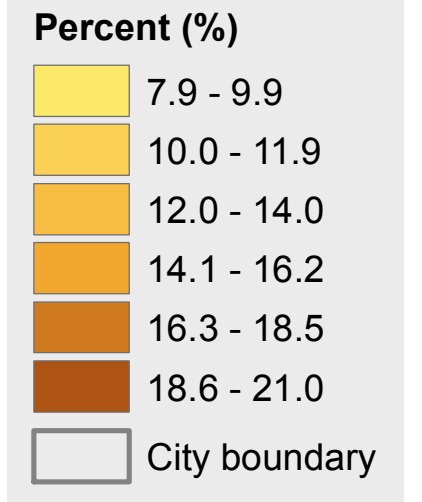 Percent (%)
7.9 - 9.9
10.0 - 11.9
12.0 - 14.0
14.1 - 16.2
16.3 - 18.5
18.6 - 21.0
City boundary